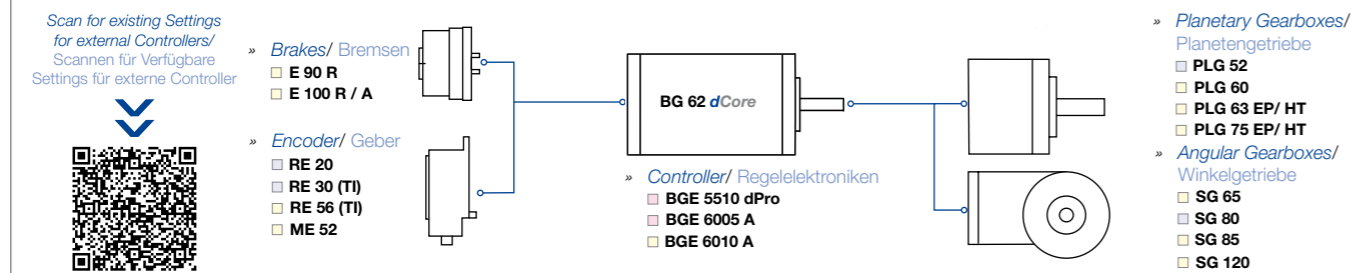 Scan for existing Settings
for external Controllers/
Scannen für Verfügbare
Settings für externe Controller
» Brakes/ Bremsen
E 90 R
E 100 R / A
» Encoder/ Geber
RE 20
RE 30 (TI)
RE 56 (TI)
ME 52
BG 62 dCore
» Controller/ Regelelektroniken
BGE 5510 dPro
BGE 6005 A
BGE 6010 A
» Planetary Gearboxes/
Planetengetriebe
PLG 52
PLG 60
PLG 63 EP/ HT
PLG 75 EP/ HT
» Angular Gearboxes/
Winkelgetriebe
SG 65
SG 80
SG 85
SG 120